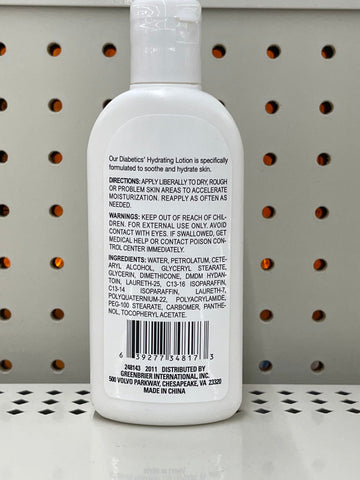 Our Diabetics' Hydrating Lotion is specifically
formulated to soothe and hydrate skin.
DIRECTIONS: APPLY LIBERALLY TO DRY, ROUGH
OR PROBLEM SKIN AREAS TO ACCELERATE
MOISTURIZATION. REAPPLY AS OFTEN AS
NEEDED.
WARNINGS: KEEP OUT OF REACH OF CHIL-
DREN. FOR EXTERNAL USE ONLY. AVOID
CONTACT WITH EYES. IF SWALLOWED, GET
MEDICAL HELP OR CONTACT POISON CON-
TROL CENTER IMMEDIATELY.
INGREDIENTS: WATER, PETROLATUM, CETE-
ARYL ALCOHOL, GLYCERYL STEARATE,
GLYCERIN, DIMETHICONE, DMDM HYDAN-
TOIN, LAURETH-25, C13-16 ISOPARAFFIN,
C13-14 ISOPARAFFIN, LAURETH-7,
POLYQUATERNIUM-22, POLYACRYLAMIDE,
PEG-100 STEARATE, CARBOMER, PANTHE-
NOL, TOCOPHERYL ACETATE.
6 39277 34817 3
248143 2011 DISTRIBUTED BY
GREENBRIER INTERNATIONAL, INC.
500 VOLVO PARKWAY, CHESAPEAKE, VA 23320
MADE IN CHINA